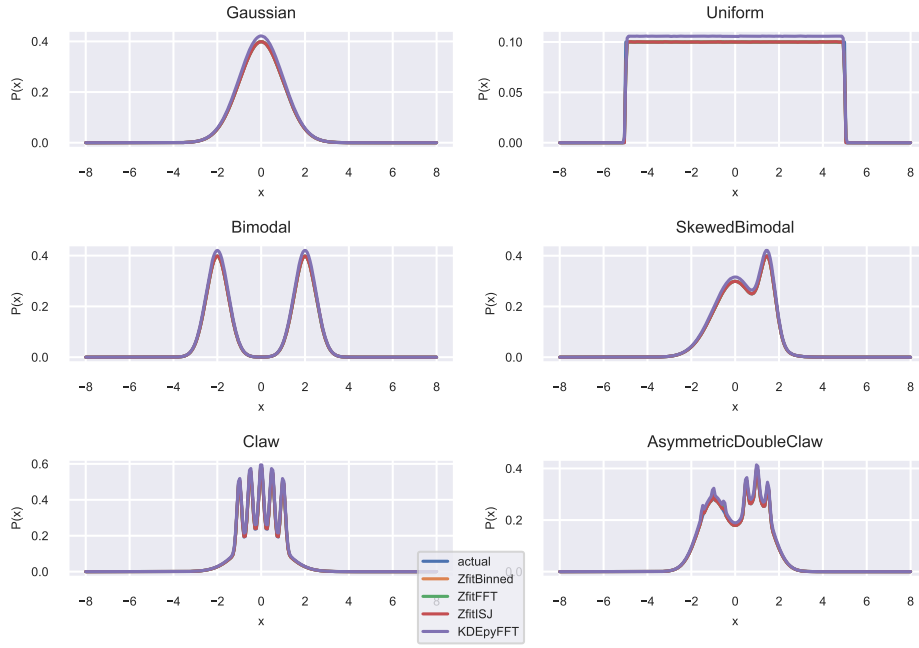 Gaussian
P(x)
0.4
0.2
0.0
−8 −6 −4 −2 0 2 4 6 8
x
Uniform
P(x)
0.10
0.05
0.00
−8 −6 −4 −2 0 2 4 6 8
x
Bimodal
P(x)
0.4
0.2
0.0
−8 −6 −4 −2 0 2 4 6 8
x
SkewedBimodal
P(x)
0.4
0.2
0.0
−8 −6 −4 −2 0 2 4 6 8
x
Claw
P(x)
0.6
0.4
0.2
0.0
−8 −6 −4 −2 0 2 4 6 8
x
AsymmetricDoubleClaw
P(x)
0.4
0.2
0.0
−8 −6 −4 −2 0 2 4 6 8
x
actual
ZfitBinned
ZfitFFT
ZfitISJ
KDEpyFFT